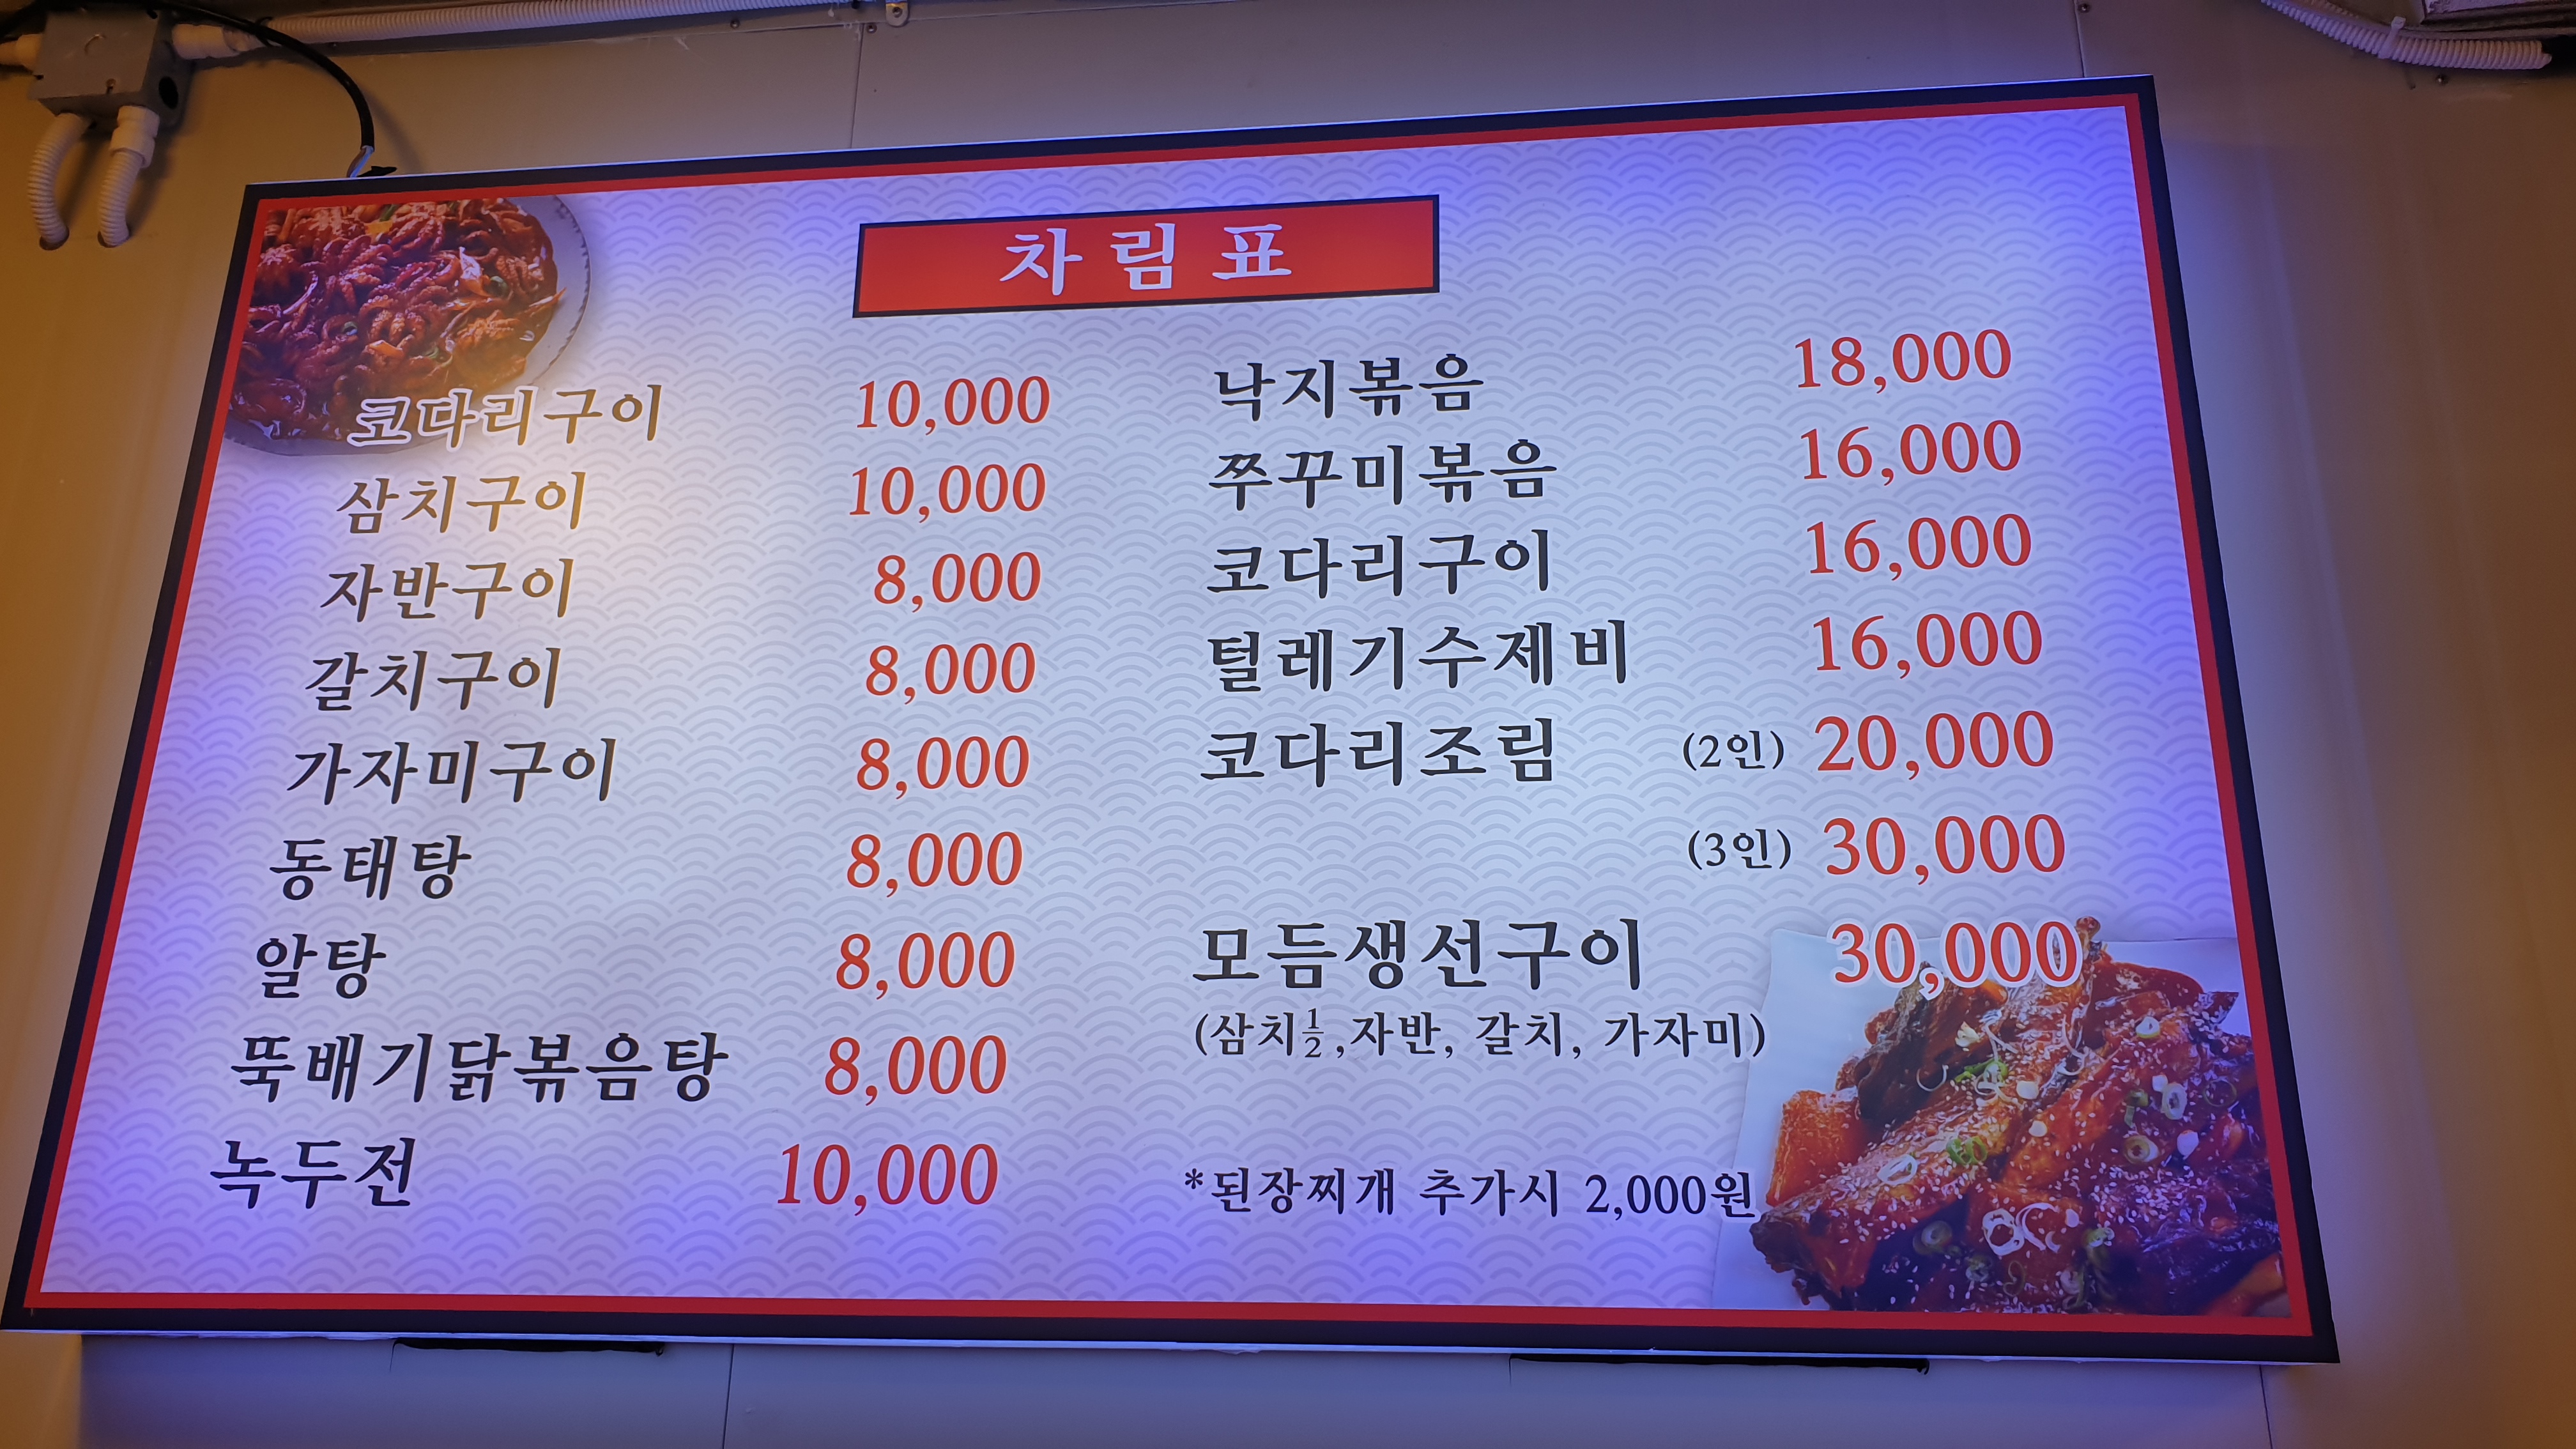 차림표
코다리구이 10,000
삼치구이 10,000
자반구이 8,000
갈치구이 8,000
가자미구이 8,000
동태탕 8,000
알탕 8,000
뚝배기닭볶음탕 8,000
녹두전 10,000
낙지볶음 18,000
쭈꾸미볶음 16,000
코다리구이 16,000
털레기수제비 16,000
코다리조림 (2인) 20,000
(3인) 30,000
모듬생선구이 30,000
(삼치½,자반, 갈치, 가자미)
*된장찌개 추가시 2,000원